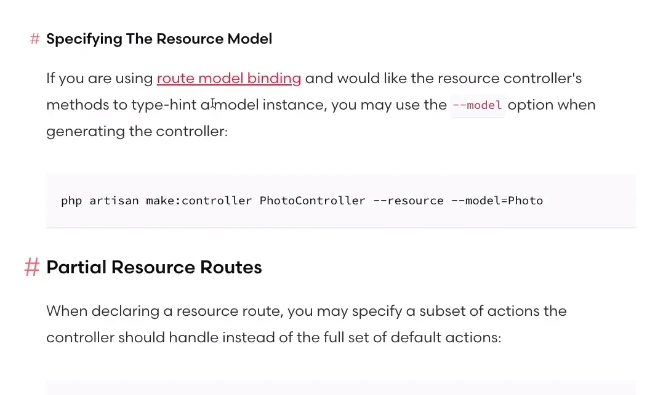 # Specifying The Resource Model
If you are using route model binding and would like the resource controller's
methods to type-hint a model instance, you may use the --model option when
generating the controller:
php artisan make:controller PhotoController --resource --model=Photo
# Partial Resource Routes
When declaring a resource route, you may specify a subset of actions the
controller should handle instead of the full set of default actions: